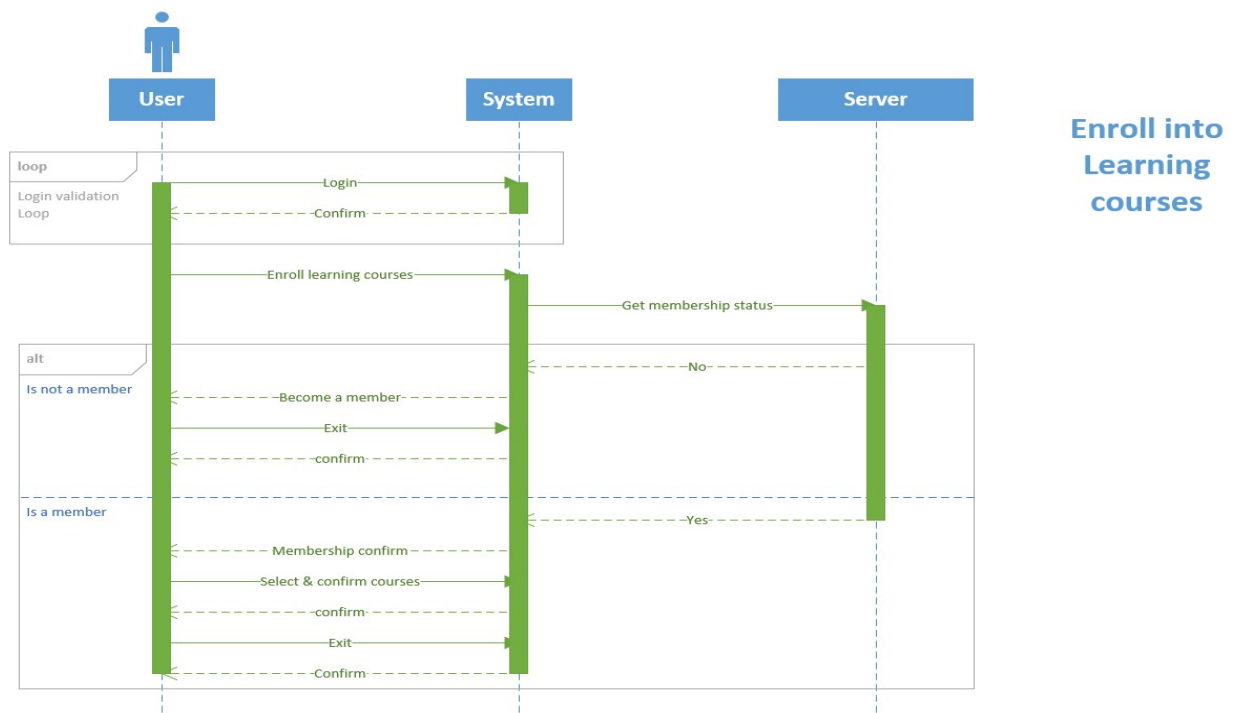 User
System
Server
Enroll into
Learning
courses
loop
Login validation
Loop
Login
Confirm
Enroll learning courses
Get membership status
alt
Is not a member
No
Become a member
Exit
confirm
Is a member
Yes
Membership confirm
Select & confirm courses
confirm
Exit
Confirm